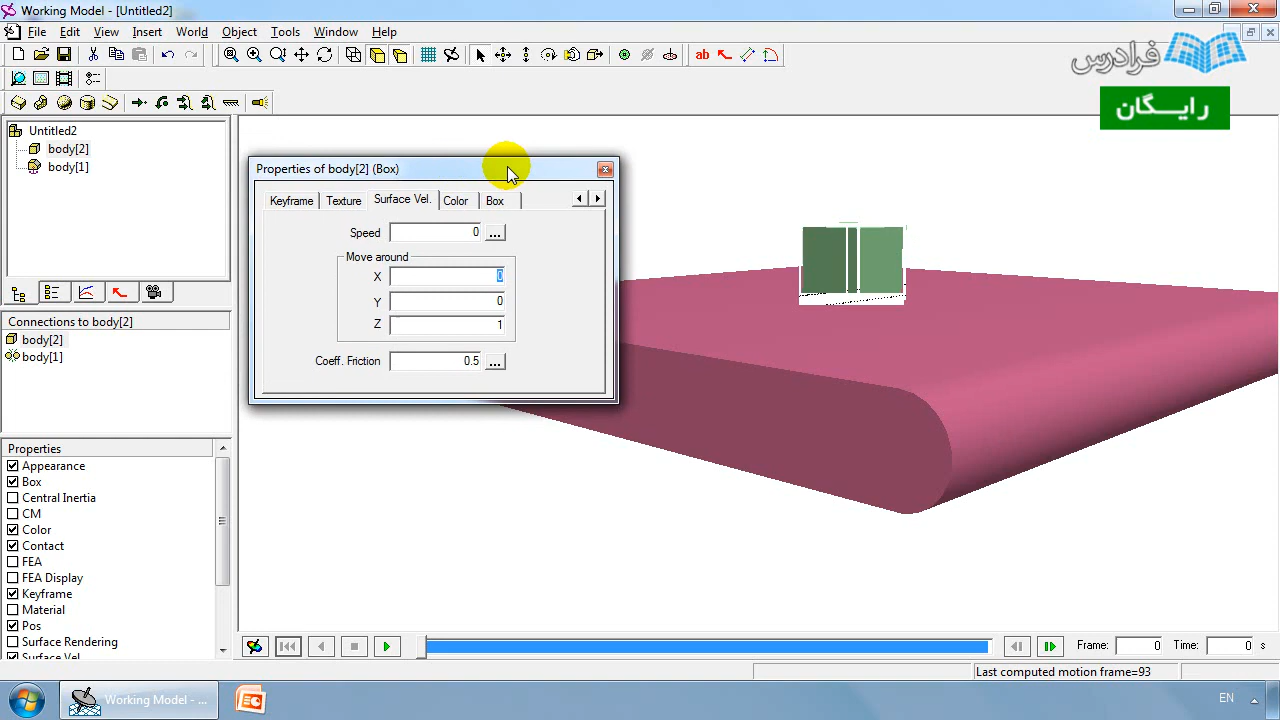 Working Model - [Untitled2]
File Edit View Insert World Object Tools Window Help
فرادرس
رایگان
Untitled2
body[2]
body[1]
Properties of body[2] (Box)
Keyframe Texture Surface Vel. Color Box
Speed 0 ...
Move around
X 0
Y 0
Z 1
Coeff. Friction 0.5 ...
Connections to body[2]
body[2]
body[1]
Properties
Appearance
Box
Central Inertia
CM
Color
Contact
FEA
FEA Display
Keyframe
Material
Pos
Surface Rendering
Surface Vel.
Frame: 0 Time: 0 s
Last computed motion frame=93
Working Model - ...
EN